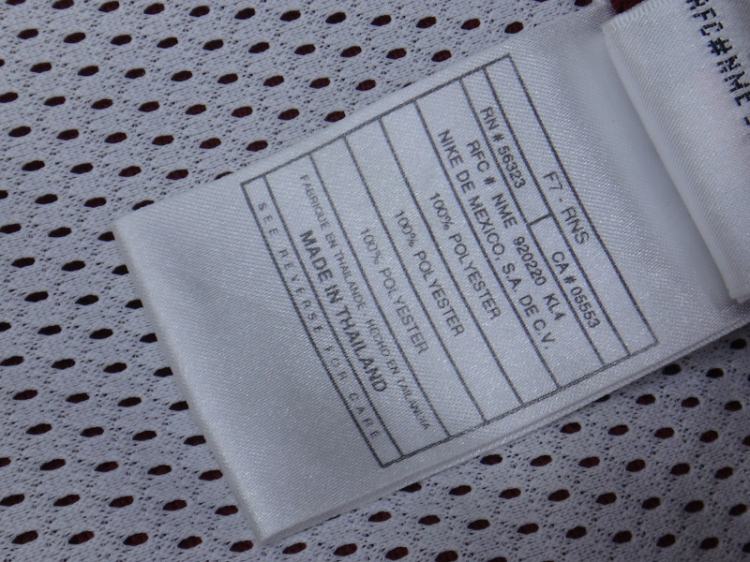 F7 - RNS
RN # 56323 CA # 05553
RFC # NME 920220 KL4
NIKE DE MEXICO, S.A. DE C.V.
100% POLYESTER
100% POLYESTER
100% POLYESTER
FABRIQUE EN THAILANDE HECHO EN TAILANDIA
MADE IN THAILAND
SEE REVERSE FOR CARE
RFC # NME